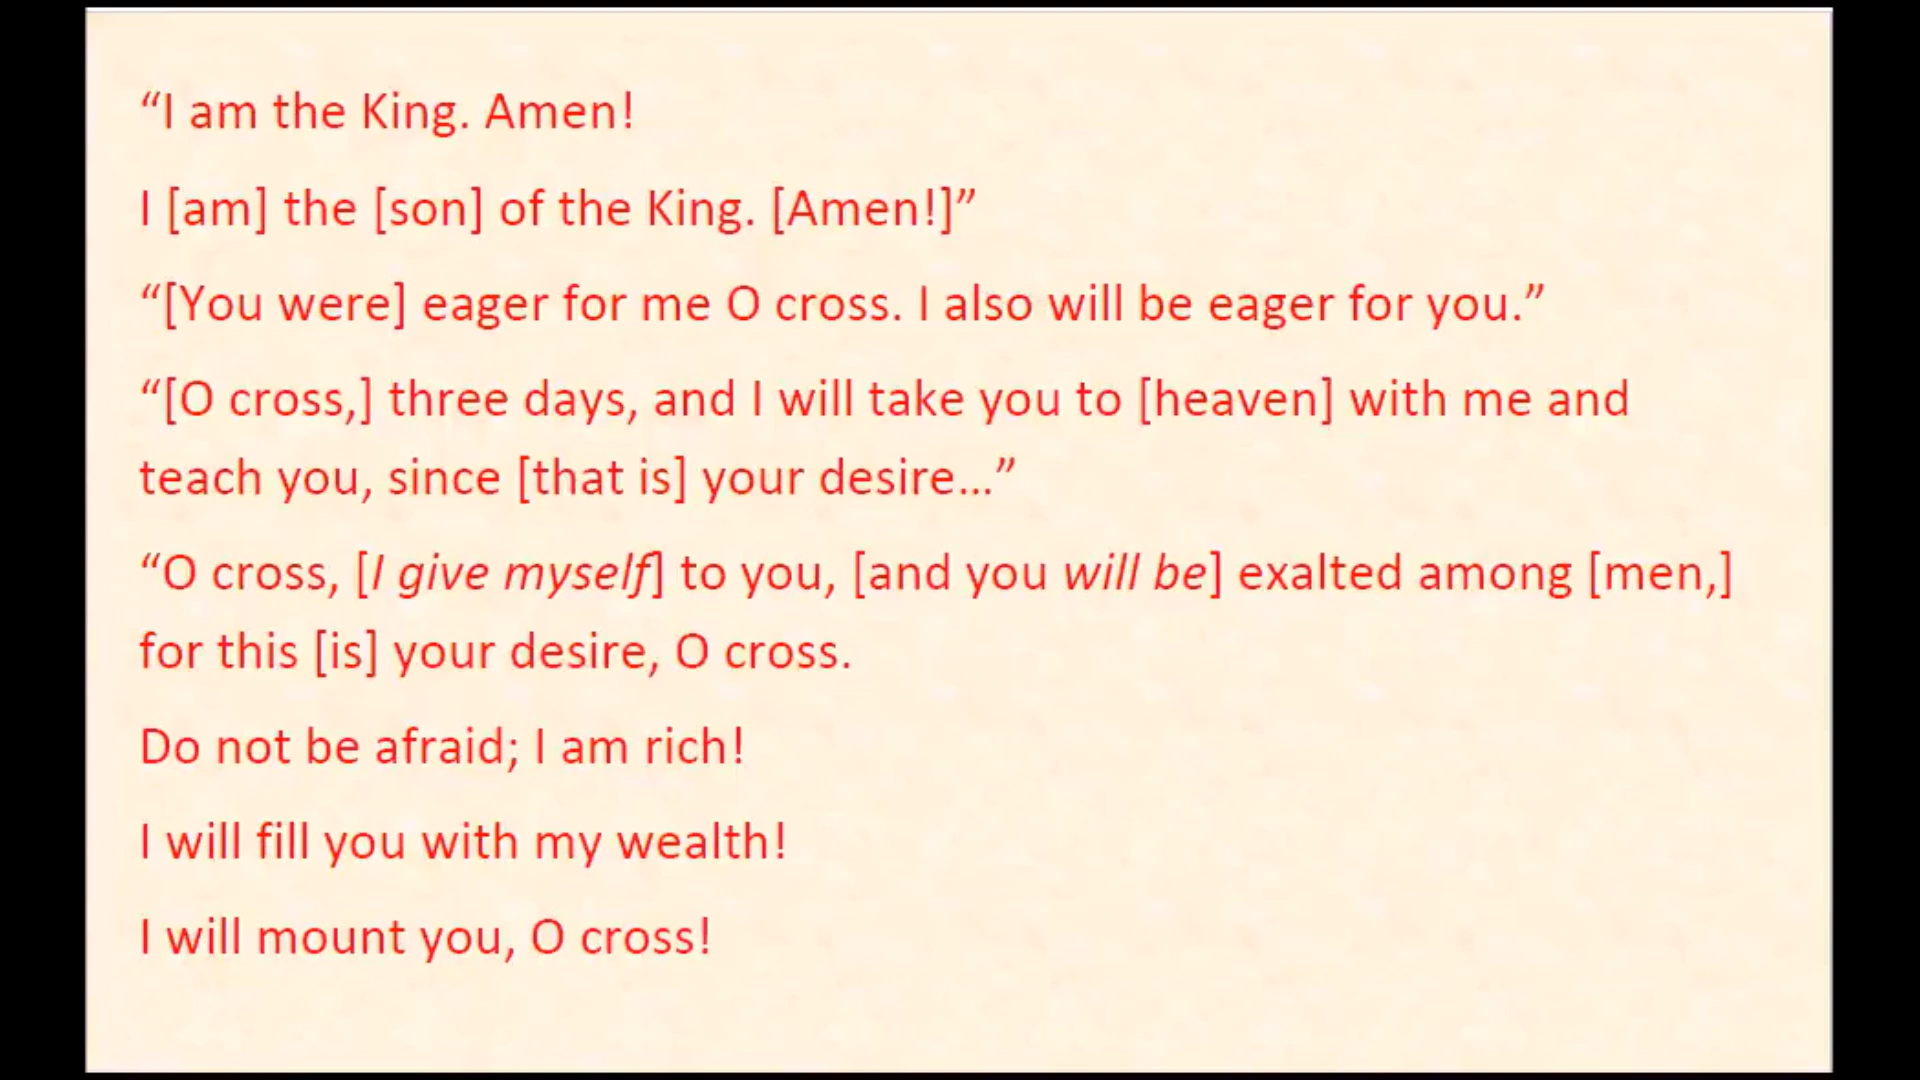 “I am the King. Amen!
I [am] the [son] of the King. [Amen!]”
“[You were] eager for me O cross. I also will be eager for you.”
“[O cross,] three days, and I will take you to [heaven] with me and
teach you, since [that is] your desire...”
“O cross, [I give myself] to you, [and you will be] exalted among [men,]
for this [is] your desire, O cross.
Do not be afraid; I am rich!
I will fill you with my wealth!
I will mount you, O cross!